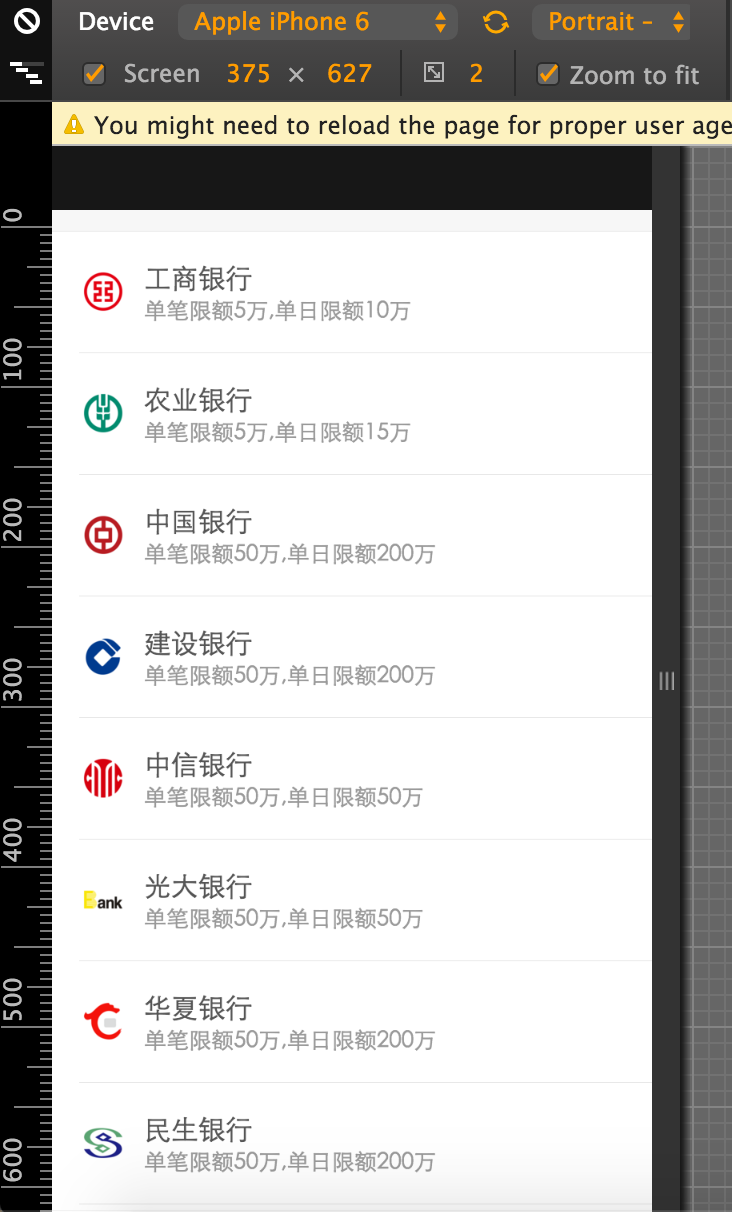 Device Apple iPhone 6 Portrait -
Screen 375 × 627 2 Zoom to fit
You might need to reload the page for proper user age
0
工商银行
单笔限额5万,单日限额10万
100
农业银行
单笔限额5万,单日限额15万
200
中国银行
单笔限额50万,单日限额200万
300
建设银行
单笔限额50万,单日限额200万
中信银行
单笔限额50万,单日限额50万
400
Bank
光大银行
单笔限额50万,单日限额50万
500
华夏银行
单笔限额50万,单日限额200万
600
民生银行
单笔限额50万,单日限额200万